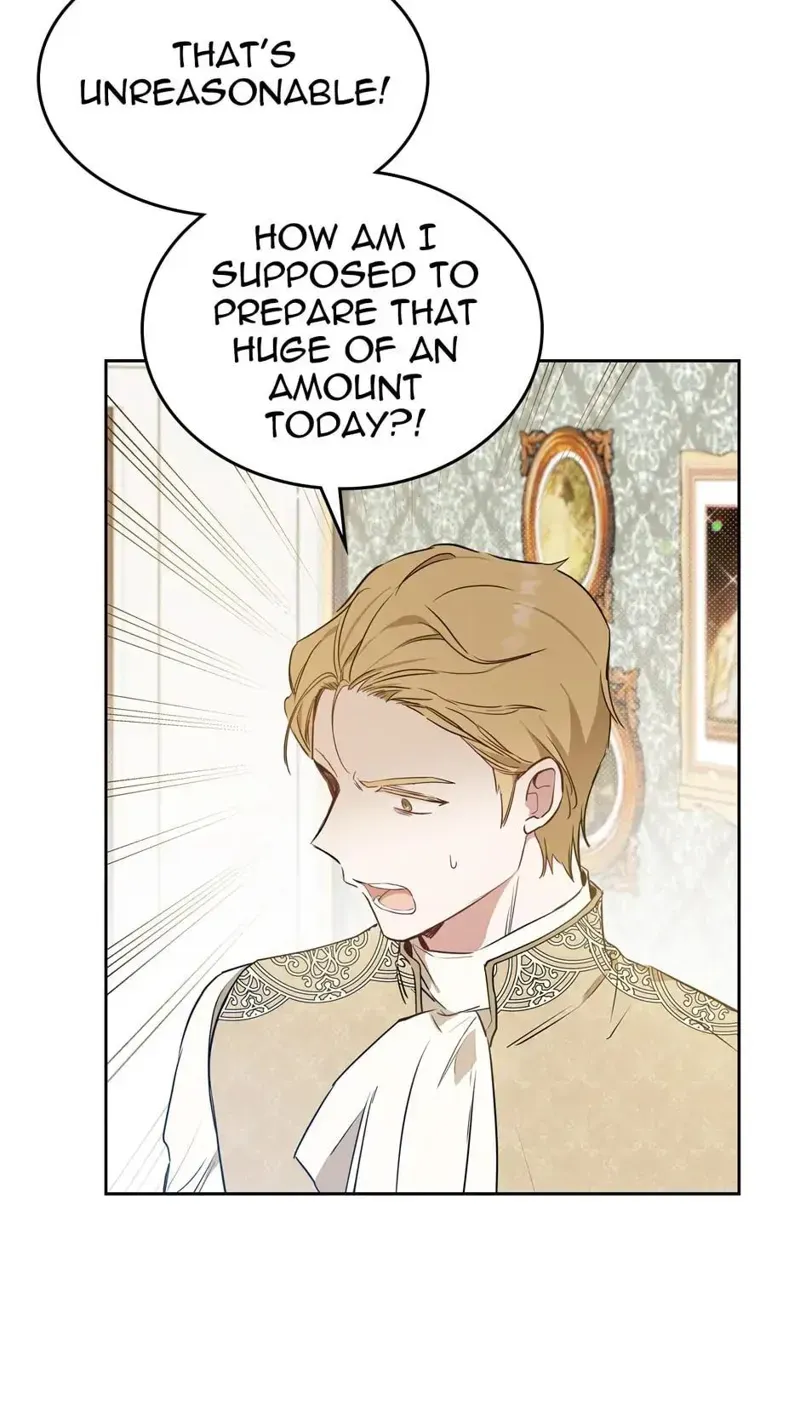 THAT'S
UNREASONABLE!
HOW AM I
SUPPOSED TO
PREPARE THAT
HUGE OF AN
AMOUNT
TODAY?!